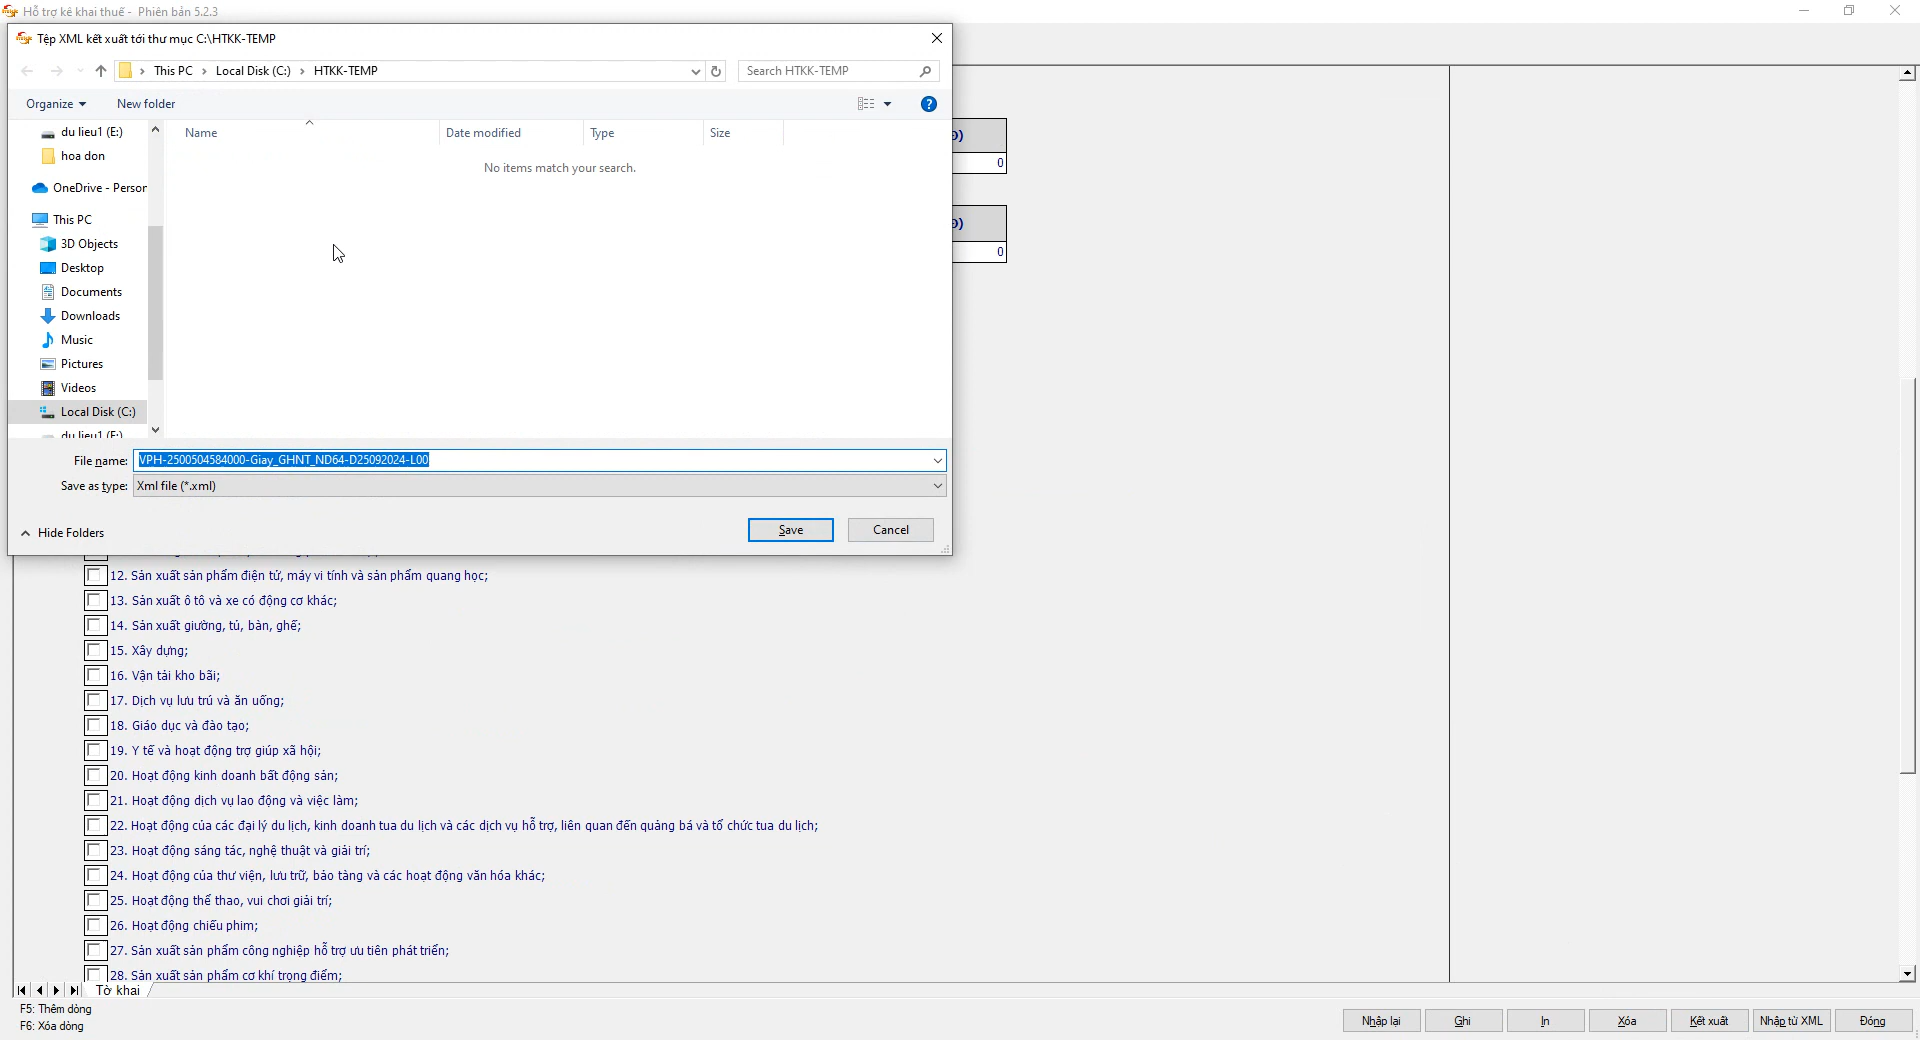 Hỗ trợ kê khai thuế - Phiên bản 5.2.3
Tệp XML kết xuất tới thư mục C:\HTKK-TEMP
This PC > Local Disk (C:) > HTKK-TEMP
Search HTKK-TEMP
Organize
New folder
Name
Date modified
Type
Size
No items match your search.
du lieu1 (E:)
hoa don
OneDrive - Person
This PC
3D Objects
Desktop
Documents
Downloads
Music
Pictures
Videos
Local Disk (C:)
du lieu1 (E:)
File name: VPH-2500504584000-Giay_GHNT_ND64-D25092024-L00
Save as type: Xml file (*.xml)
Hide Folders
Save
Cancel
0
0
12. Sản xuất sản phẩm điện tử, máy vi tính và sản phẩm quang học;
13. Sản xuất ô tô và xe có động cơ khác;
14. Sản xuất giường, tủ, bàn, ghế;
15. Xây dựng;
16. Vận tải kho bãi;
17. Dịch vụ lưu trú và ăn uống;
18. Giáo dục và đào tạo;
19. Y tế và hoạt động trợ giúp xã hội;
20. Hoạt động kinh doanh bất động sản;
21. Hoạt động dịch vụ lao động và việc làm;
22. Hoạt động của các đại lý du lịch, kinh doanh tua du lịch và các dịch vụ hỗ trợ, liên quan đến quảng bá và tổ chức tua du lịch;
23. Hoạt động sáng tác, nghệ thuật và giải trí;
24. Hoạt động của thư viện, lưu trữ, bảo tàng và các hoạt động văn hóa khác;
25. Hoạt động thể thao, vui chơi giải trí;
26. Hoạt động chiếu phim;
27. Sản xuất sản phẩm công nghiệp hỗ trợ ưu tiên phát triển;
28. Sản xuất sản phẩm cơ khí trọng điểm;
Tờ khai
F5: Thêm dòng
F6: Xóa dòng
Nhập lại
Ghi
In
Xóa
Kết xuất
Nhập từ XML
Đóng